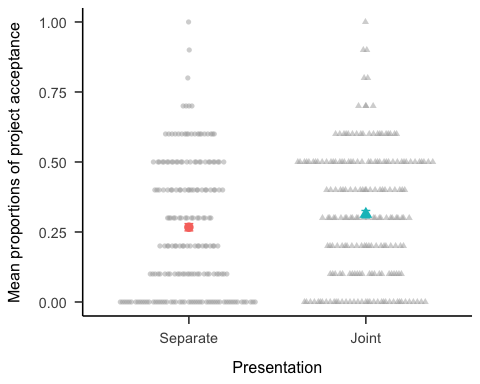 Mean proportions of project acceptance
1.00
0.75
0.50
0.25
0.00
Separate
Joint
Presentation